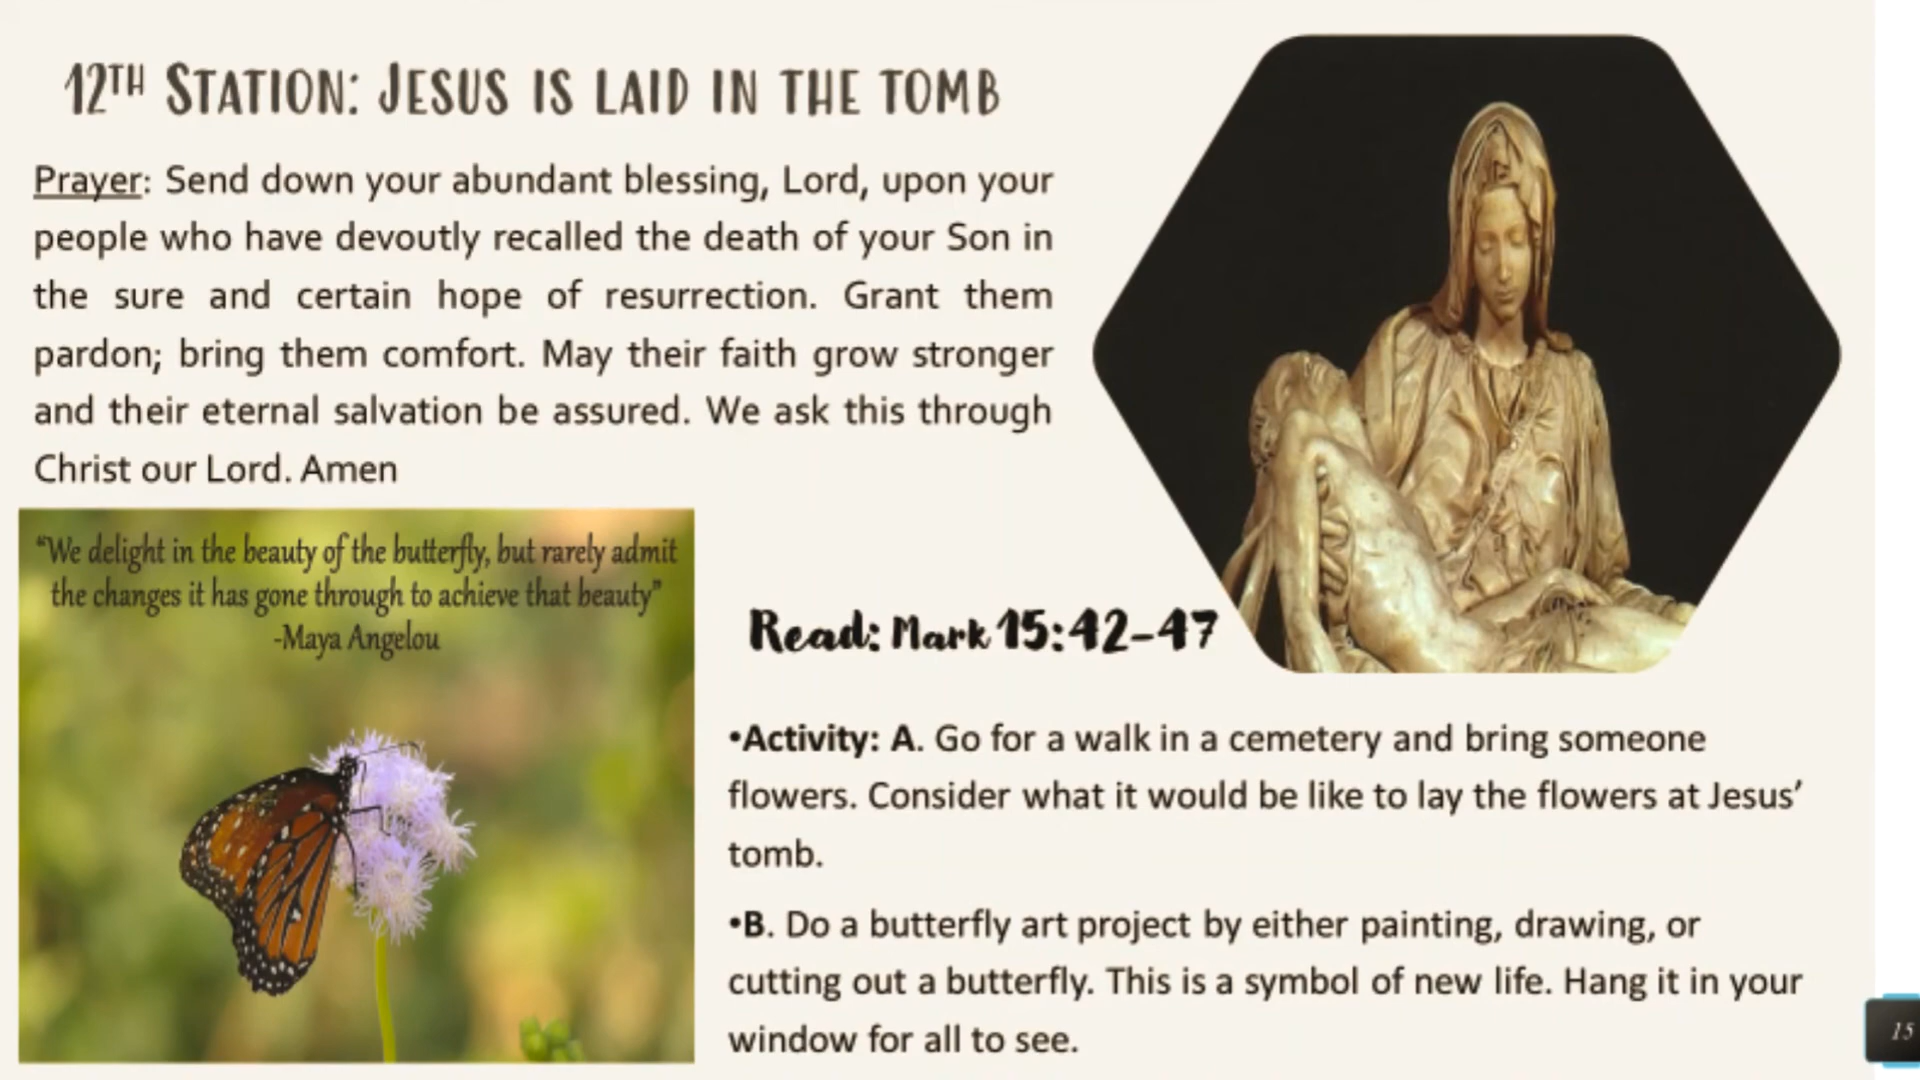 12TH STATION: JESUS IS LAID IN THE TOMB
Prayer: Send down your abundant blessing, Lord, upon your
people who have devoutly recalled the death of your Son in
the sure and certain hope of resurrection. Grant them
pardon; bring them comfort. May their faith grow stronger
and their eternal salvation be assured. We ask this through
Christ our Lord. Amen
“We delight in the beauty of the butterfly, but rarely admit
the changes it has gone through to achieve that beauty”
-Maya Angelou
Read: Mark 15:42-47
•Activity: A. Go for a walk in a cemetery and bring someone
flowers. Consider what it would be like to lay the flowers at Jesus’
tomb.
•B. Do a butterfly art project by either painting, drawing, or
cutting out a butterfly. This is a symbol of new life. Hang it in your
window for all to see.
15